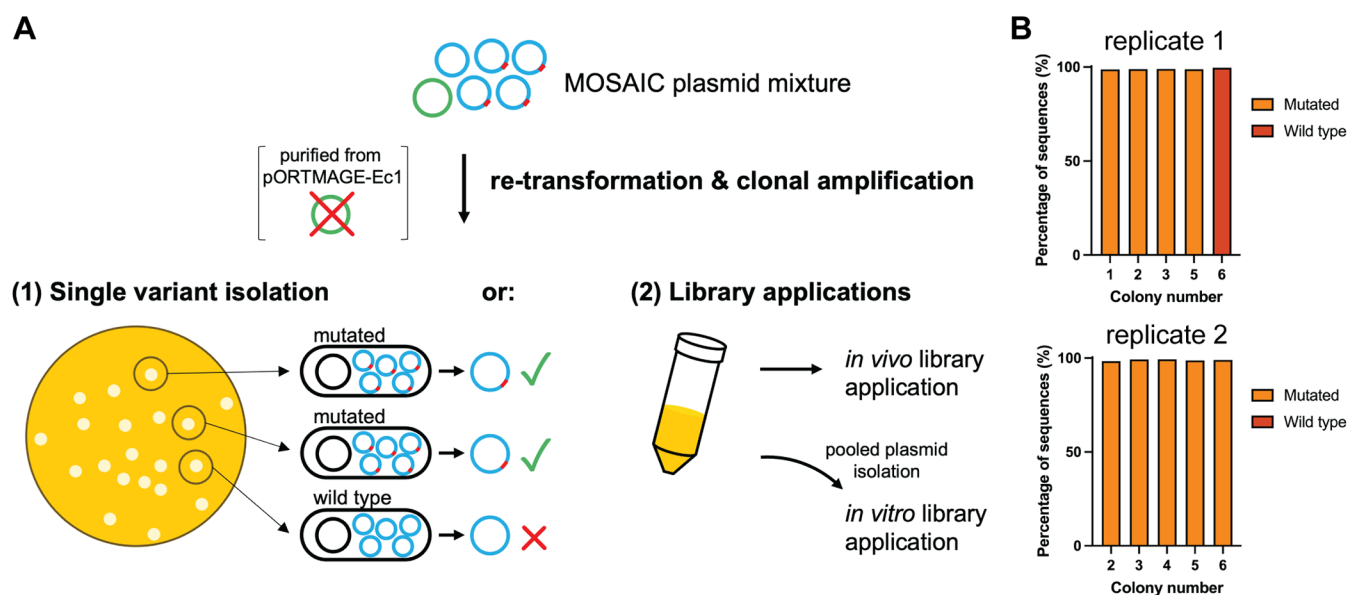 A
MOSAIC plasmid mixture
purified from
pORTMAGE-Ec1
re-transformation & clonal amplification
(1) Single variant isolation
or:
(2) Library applications
mutated
mutated
wild type
in vivo library
application
pooled plasmid
isolation
in vitro library
application
B
replicate 1
Percentage of sequences (%)
100
50
0
1 2 3 5 6
Colony number
Mutated
Wild type
replicate 2
Percentage of sequences (%)
100
50
0
2 3 4 5 6
Colony number
Mutated
Wild type